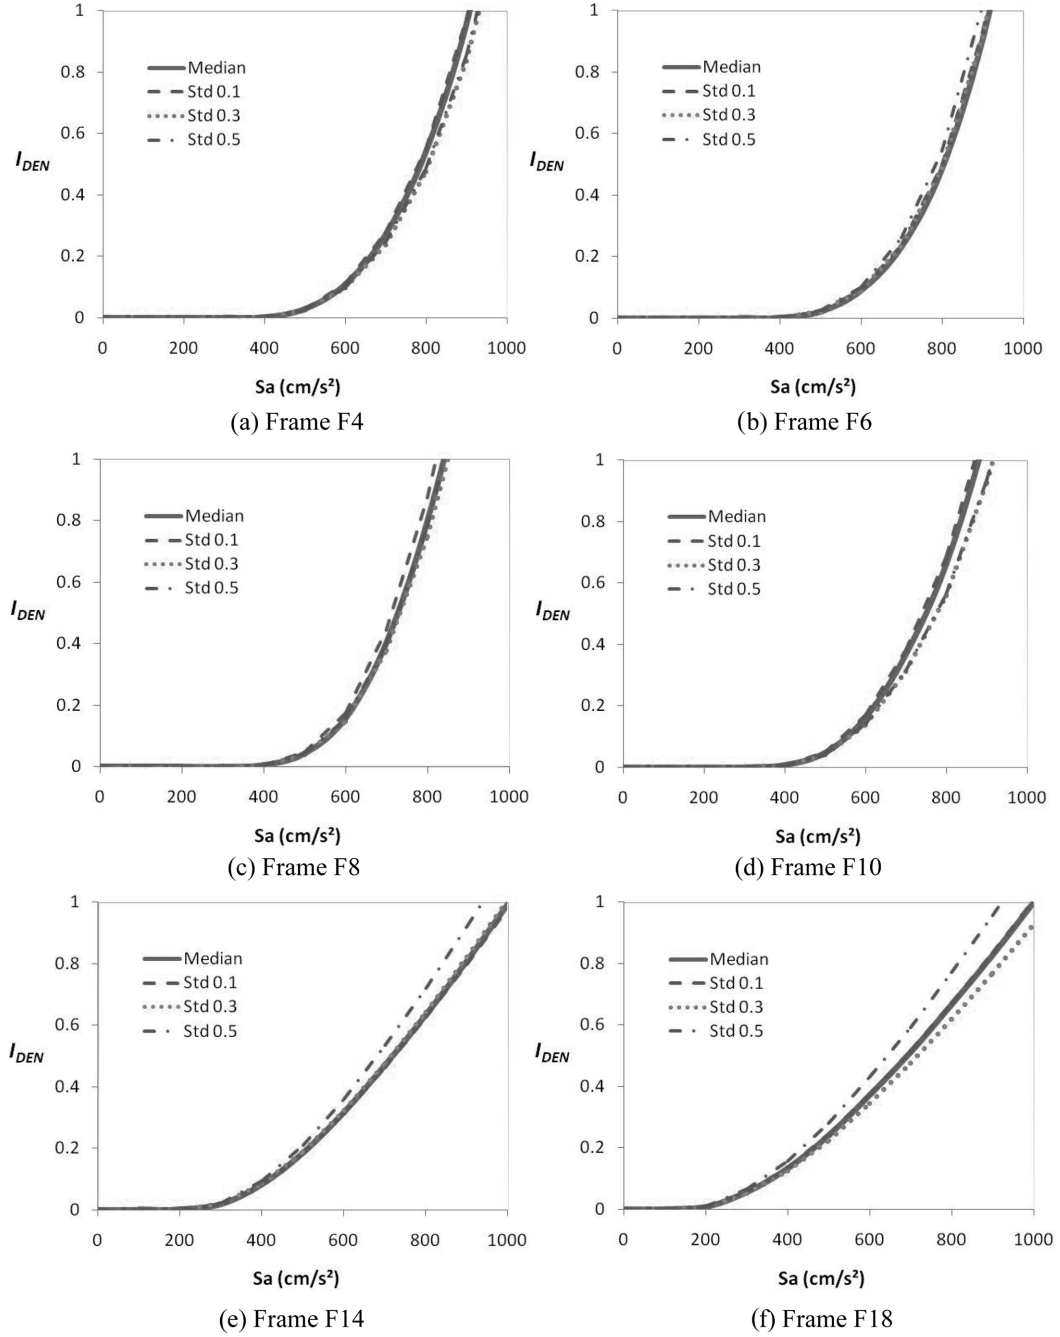 1
0.8
0.6
0.4
0.2
0
I_DEN
Median
Std 0.1
Std 0.3
Std 0.5
0 200 400 600 800 1000
Sa (cm/s²)
(a) Frame F4
1
0.8
0.6
0.4
0.2
0
I_DEN
Median
Std 0.1
Std 0.3
Std 0.5
0 200 400 600 800 1000
Sa (cm/s²)
(b) Frame F6
1
0.8
0.6
0.4
0.2
0
I_DEN
Median
Std 0.1
Std 0.3
Std 0.5
0 200 400 600 800 1000
Sa (cm/s²)
(c) Frame F8
1
0.8
0.6
0.4
0.2
0
I_DEN
Median
Std 0.1
Std 0.3
Std 0.5
0 200 400 600 800 1000
Sa (cm/s²)
(d) Frame F10
1
0.8
0.6
0.4
0.2
0
I_DEN
Median
Std 0.1
Std 0.3
Std 0.5
0 200 400 600 800 1000
Sa (cm/s²)
(e) Frame F14
1
0.8
0.6
0.4
0.2
0
I_DEN
Median
Std 0.1
Std 0.3
Std 0.5
0 200 400 600 800 1000
Sa (cm/s²)
(f) Frame F18